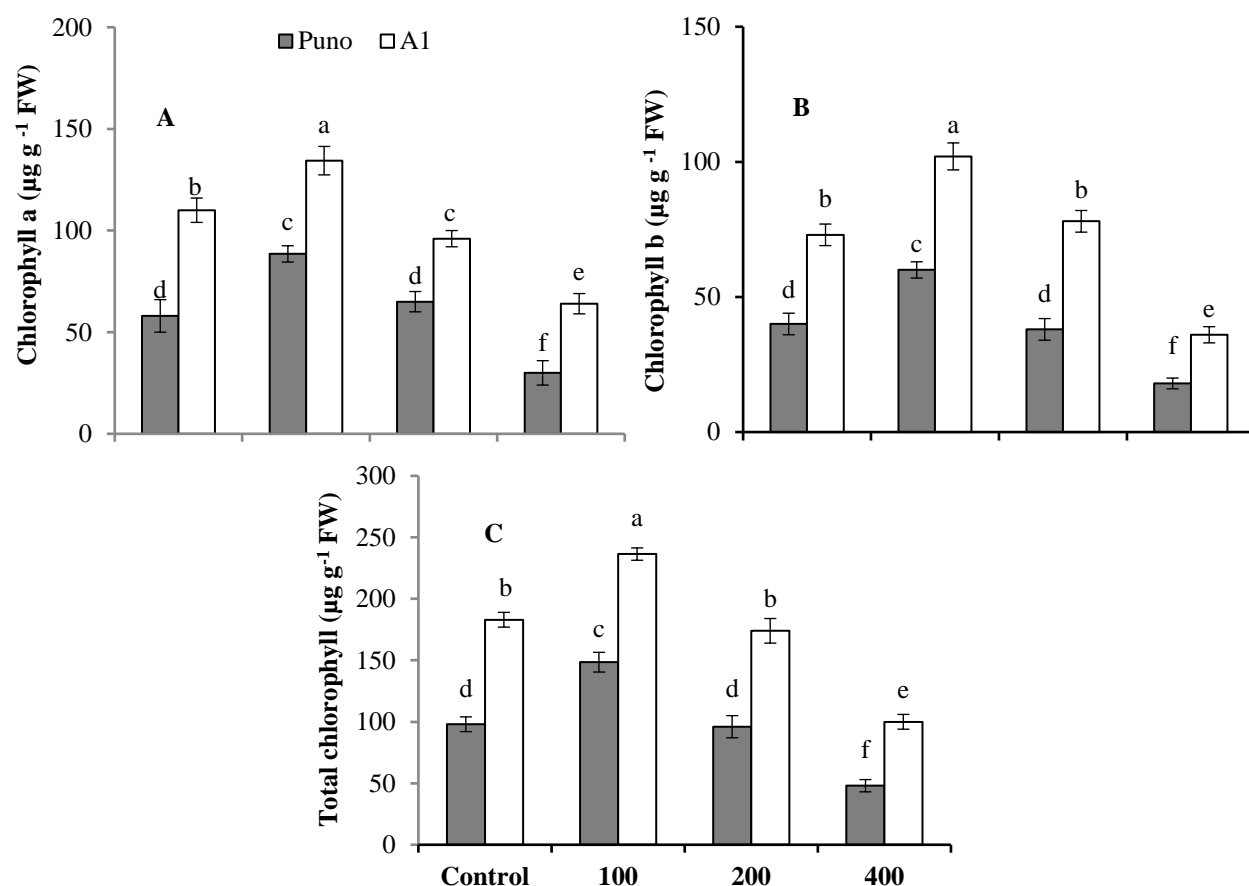 Puno A1
A
Chlorophyll a (µg g -1 FW)
200
150
100
50
0
d b c a d c f e
B
Chlorophyll b (µg g -1 FW)
150
100
50
0
d b c a d b f e
C
Total chlorophyll (µg g -1 FW)
300
250
200
150
100
50
0
d b c a d b f e
Control 100 200 400